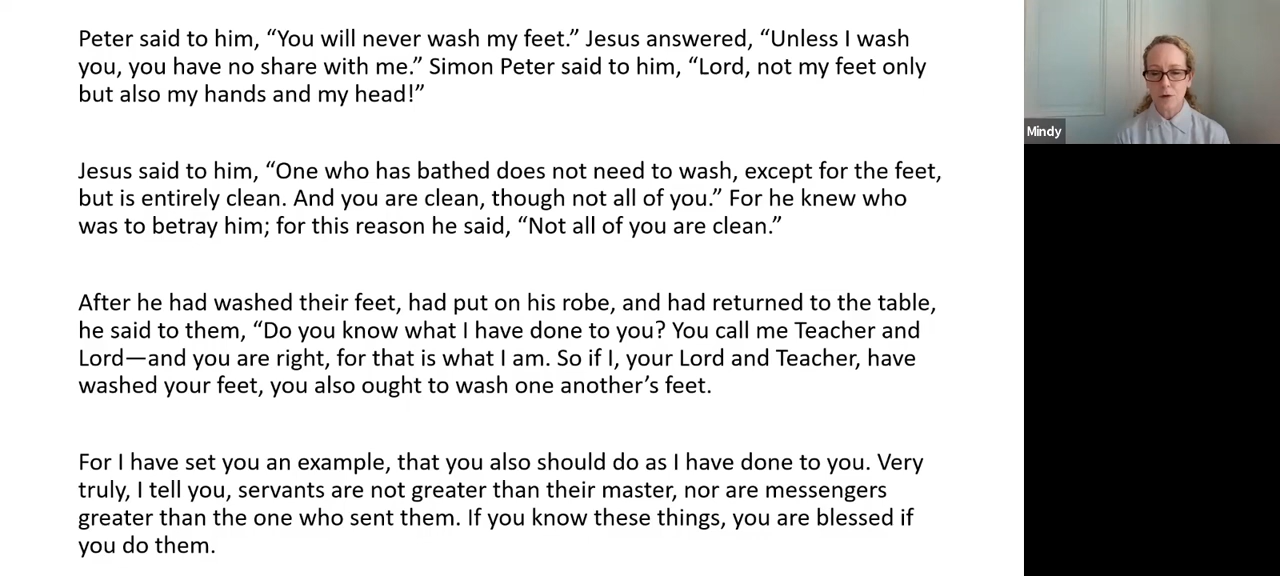 Peter said to him, “You will never wash my feet.” Jesus answered, “Unless I wash
you, you have no share with me.” Simon Peter said to him, “Lord, not my feet only
but also my hands and my head!”
Jesus said to him, “One who has bathed does not need to wash, except for the feet,
but is entirely clean. And you are clean, though not all of you.” For he knew who
was to betray him; for this reason he said, “Not all of you are clean.”
After he had washed their feet, had put on his robe, and had returned to the table,
he said to them, “Do you know what I have done to you? You call me Teacher and
Lord—and you are right, for that is what I am. So if I, your Lord and Teacher, have
washed your feet, you also ought to wash one another’s feet.
For I have set you an example, that you also should do as I have done to you. Very
truly, I tell you, servants are not greater than their master, nor are messengers
greater than the one who sent them. If you know these things, you are blessed if
you do them.
Mindy